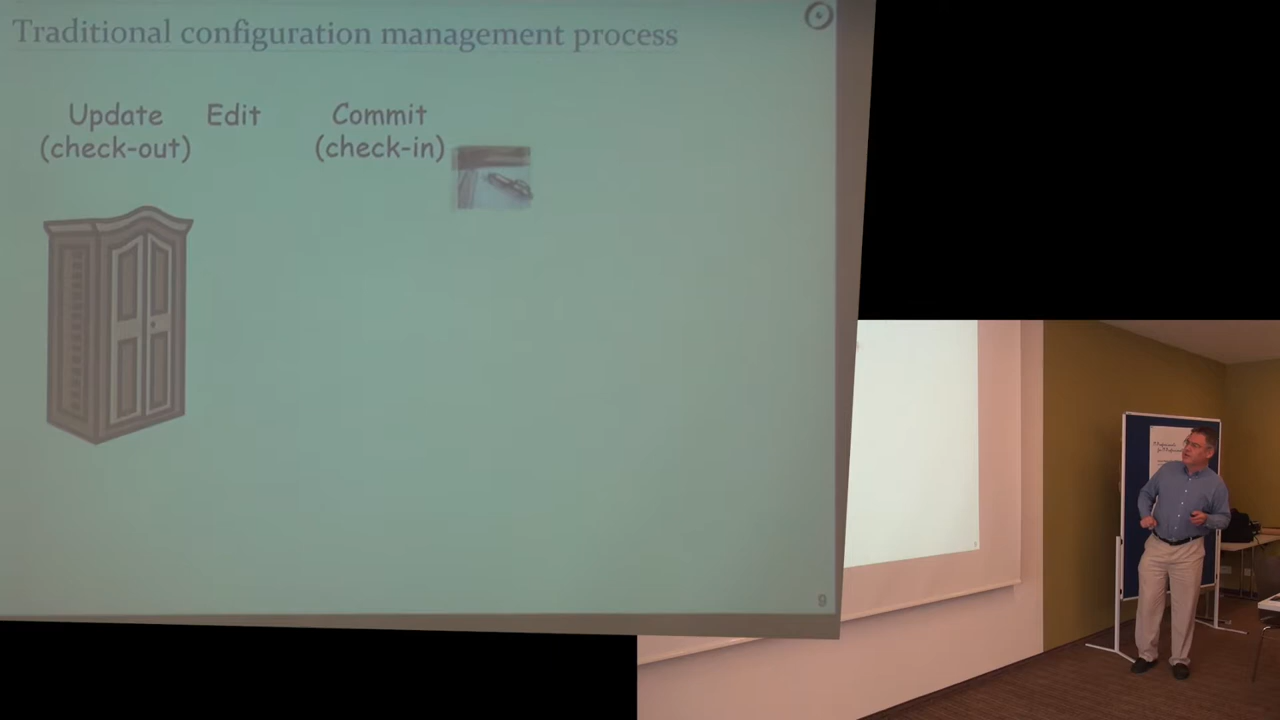 Traditional configuration management process
Update Edit Commit
(check-out) (check-in)
9